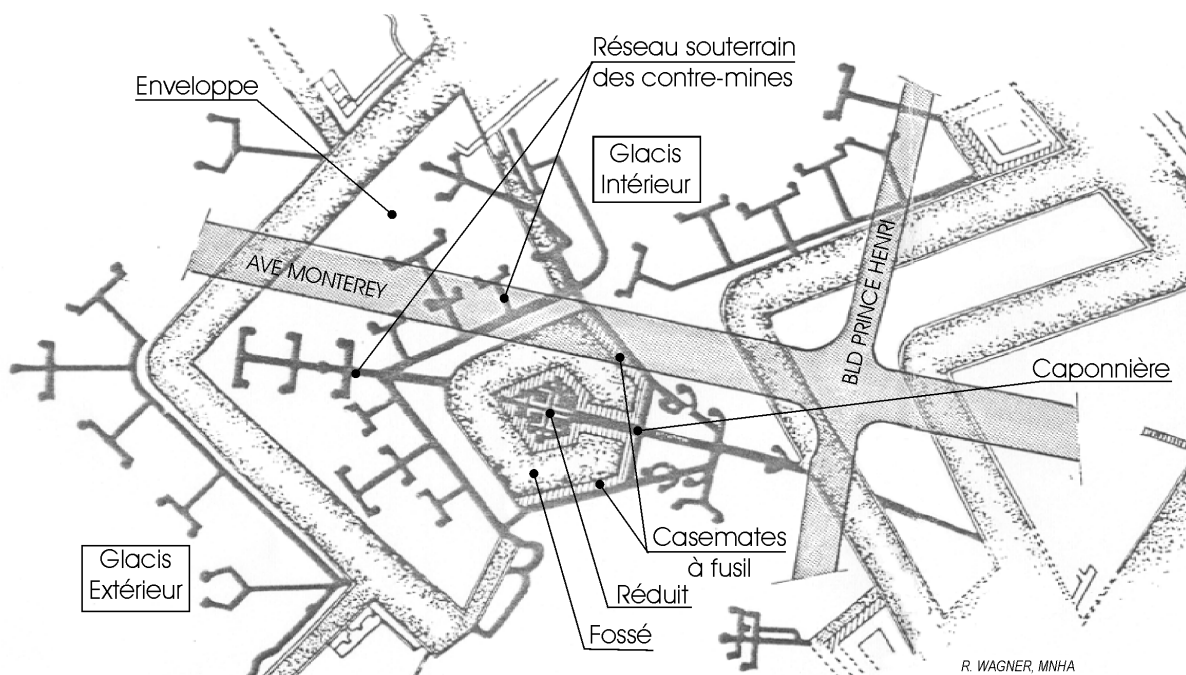 Réseau souterrain
des contre-mines
Enveloppe
Glacis
Intérieur
AVE MONTEREY
BLD PRINCE HENRI
Caponnière
Casemates
à fusil
Glacis
Extérieur
Réduit
Fossé
R. WAGNER, MNHA